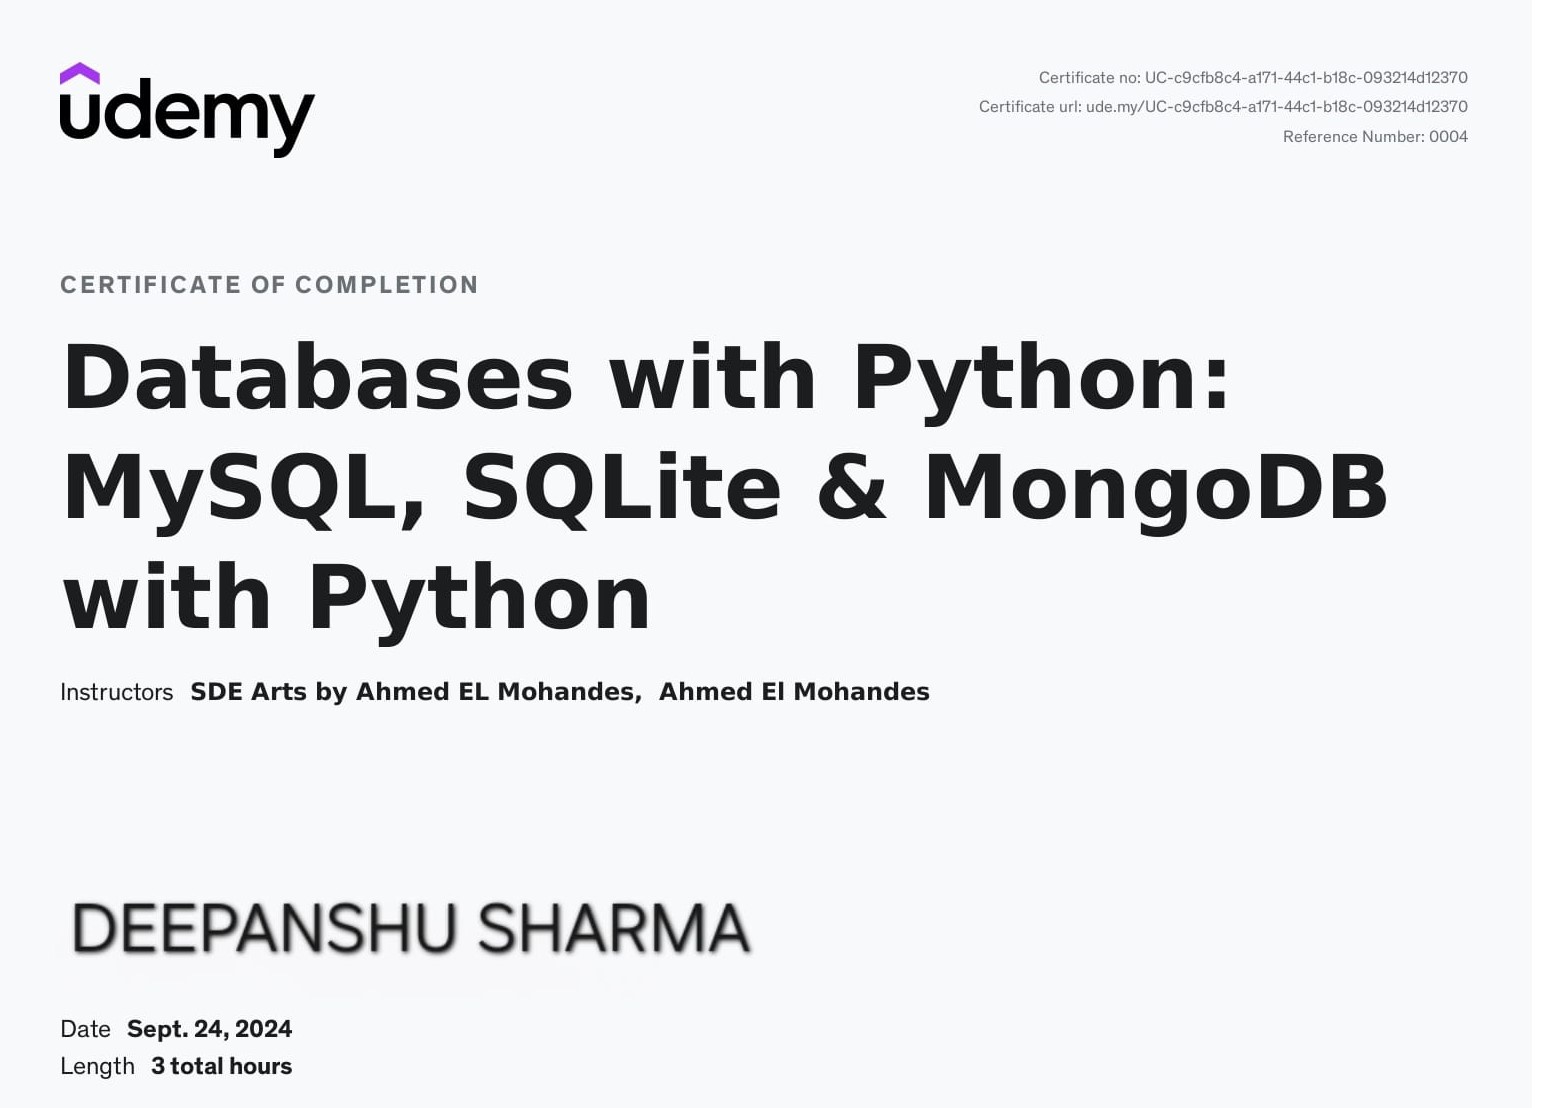 udemy
Certificate no: UC-c9cfb8c4-a171-44c1-b18c-093214d12370
Certificate url: ude.my/UC-c9cfb8c4-a171-44c1-b18c-093214d12370
Reference Number: 0004
CERTIFICATE OF COMPLETION
Databases with Python:
MySQL, SQLite & MongoDB
with Python
Instructors SDE Arts by Ahmed EL Mohandes, Ahmed El Mohandes
DEEPANSHU SHARMA
Date Sept. 24, 2024
Length 3 total hours